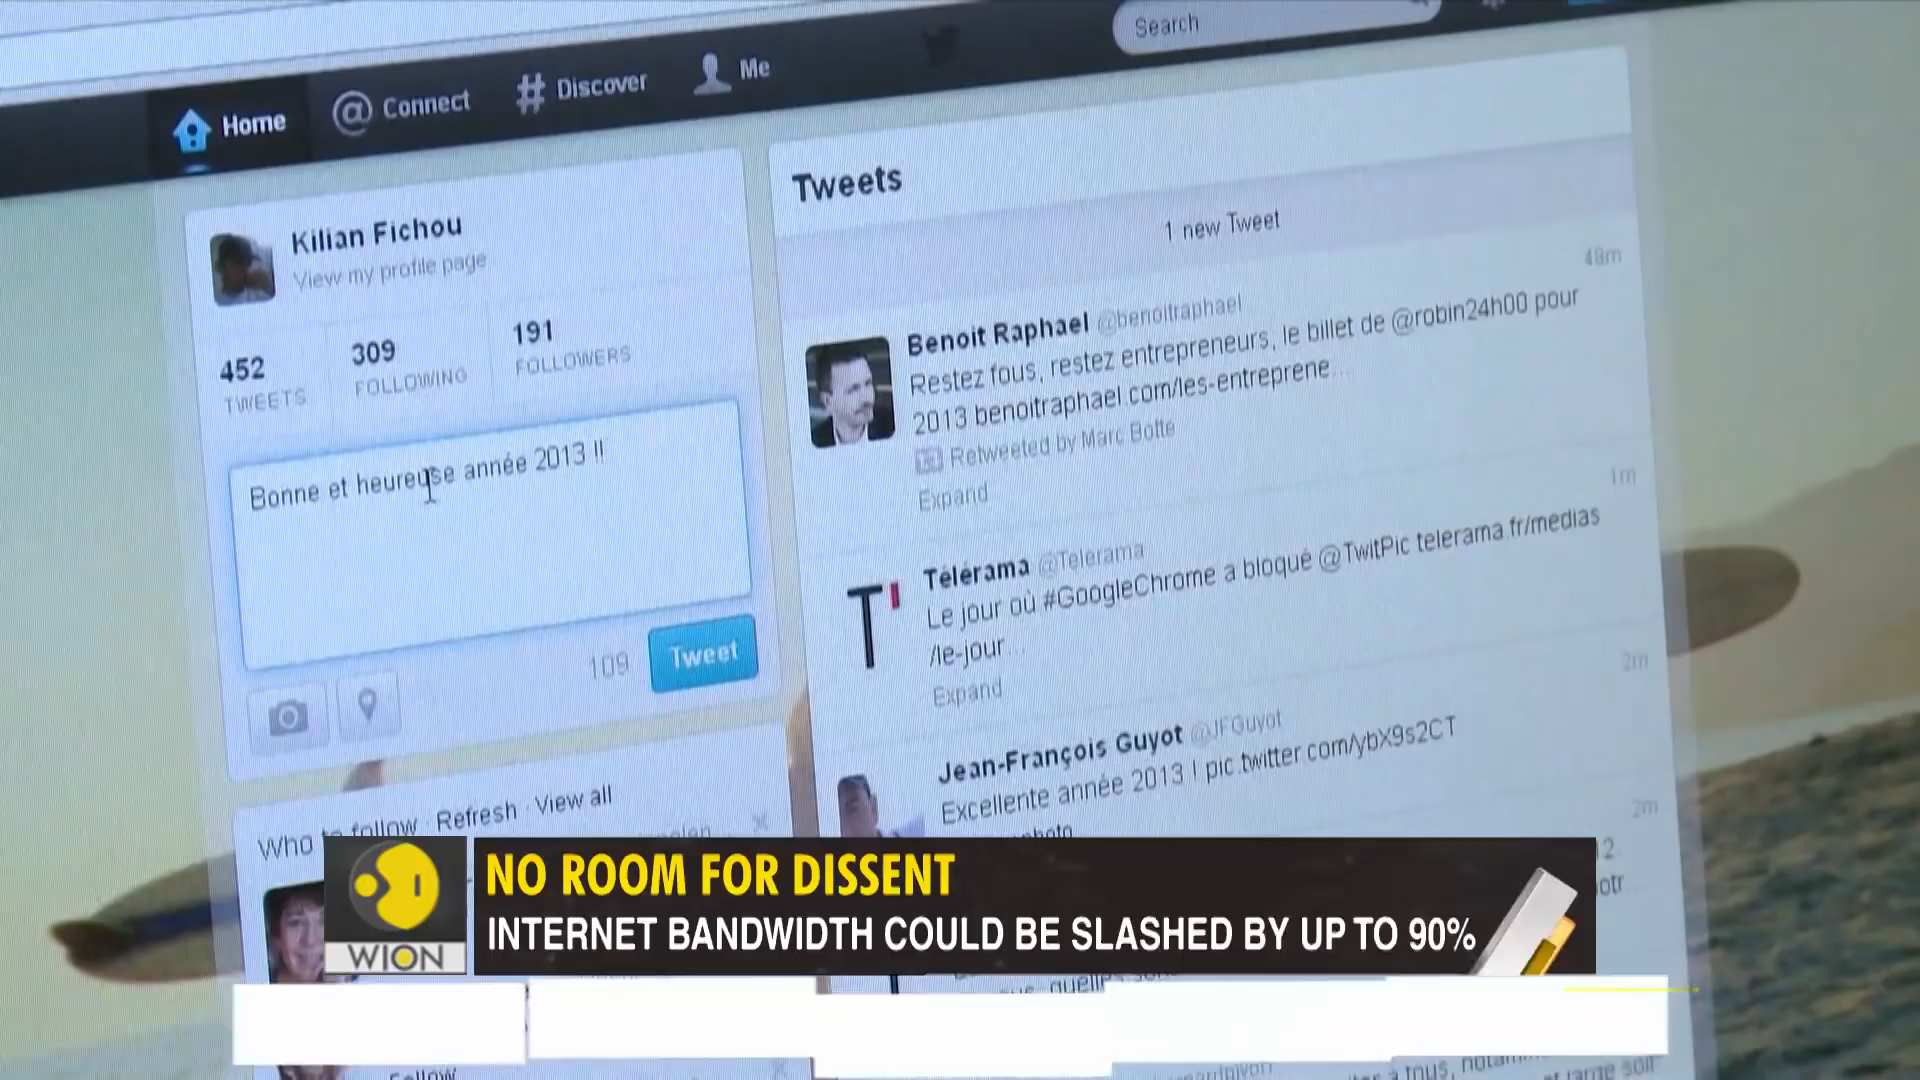 Home
Connect
Discover
Me
Search
Kilian Fichou
View my profile page
452
TWEETS
309
FOLLOWING
191
FOLLOWERS
Bonne et heureuse année 2013 !!
109
Tweet
Who to follow · Refresh · View all
Tweets
1 new Tweet
48m
Benoit Raphael @benoitraphael
Restez fous, restez entrepreneurs, le billet de @robin24h00 pour
2013 benoitraphael.com/les-entreprene...
Retweeted by Marc Botte
Expand
1m
Télérama @Telerama
Le jour où #GoogleChrome a bloqué @TwitPic telerama.fr/medias
/le-jour...
Expand
2m
Jean-François Guyot @JFGuyot
Excellente année 2013 ! pic.twitter.com/ybX9s2CT
photo
2m
WION
NO ROOM FOR DISSENT
INTERNET BANDWIDTH COULD BE SLASHED BY UP TO 90%
Follow